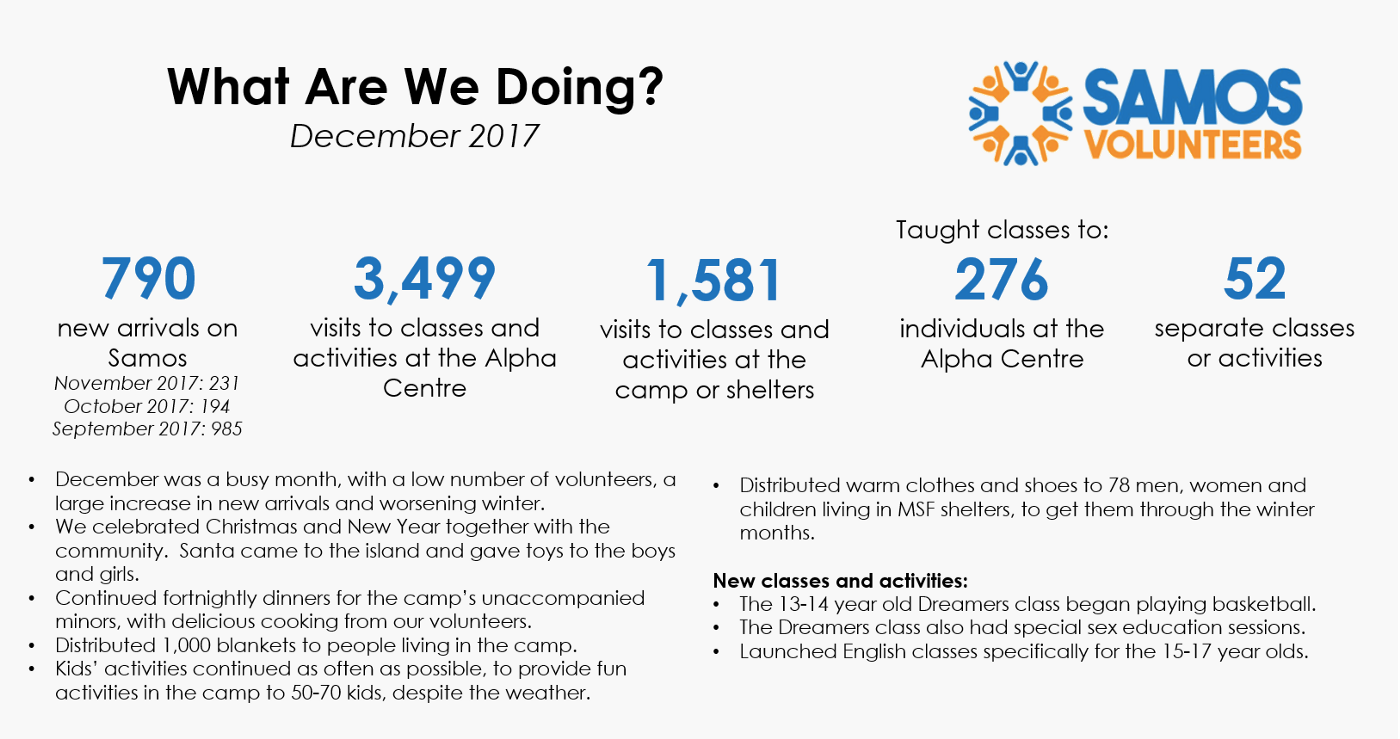 What Are We Doing?
December 2017
SAMOS
VOLUNTEERS
790
new arrivals on
Samos
November 2017: 231
October 2017: 194
September 2017: 985
3,499
visits to classes and
activities at the Alpha
Centre
1,581
visits to classes and
activities at the
camp or shelters
Taught classes to:
276
individuals at the
Alpha Centre
52
separate classes
or activities
• December was a busy month, with a low number of volunteers, a
large increase in new arrivals and worsening winter.
• We celebrated Christmas and New Year together with the
community.  Santa came to the island and gave toys to the boys
and girls.
• Continued fortnightly dinners for the camp’s unaccompanied
minors, with delicious cooking from our volunteers.
• Distributed 1,000 blankets to people living in the camp.
• Kids’ activities continued as often as possible, to provide fun
activities in the camp to 50-70 kids, despite the weather.
• Distributed warm clothes and shoes to 78 men, women and
children living in MSF shelters, to get them through the winter
months.
New classes and activities:
• The 13-14 year old Dreamers class began playing basketball.
• The Dreamers class also had special sex education sessions.
• Launched English classes specifically for the 15-17 year olds.